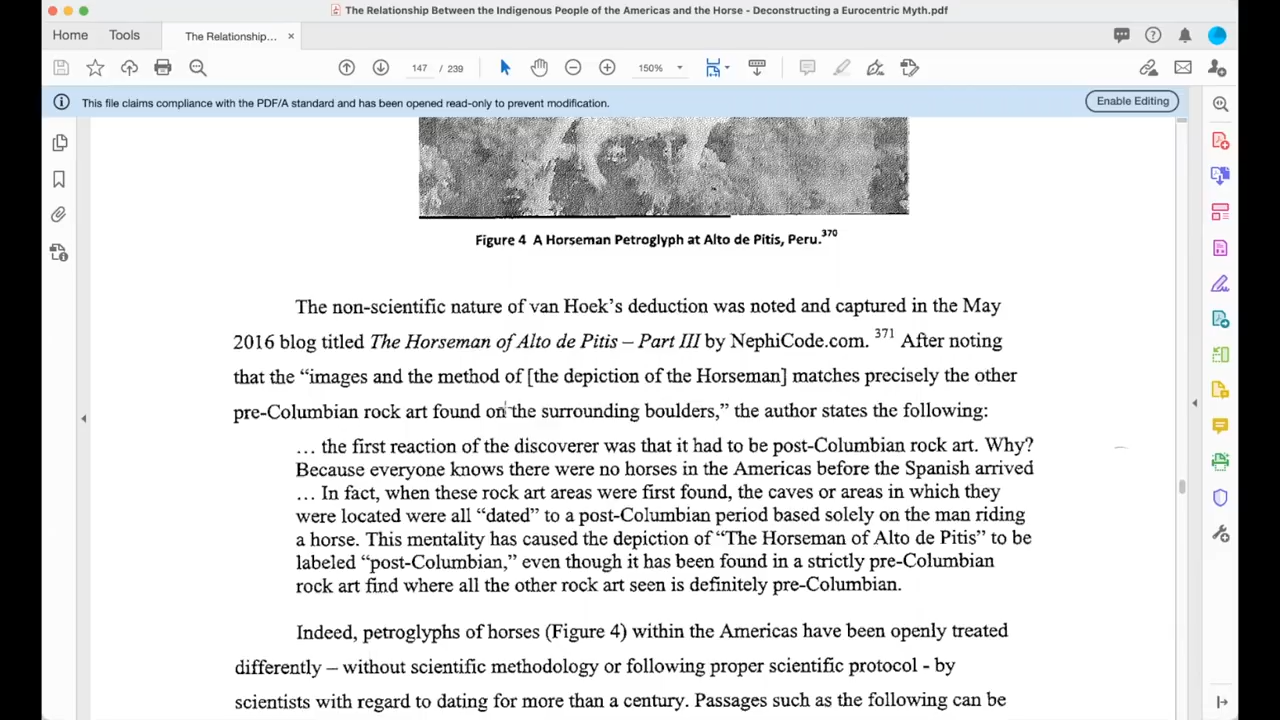 The Relationship Between the Indigenous People of the Americas and the Horse - Deconstructing a Eurocentric Myth.pdf
Home Tools The Relationship... ×
147 / 239 150%
This file claims compliance with the PDF/A standard and has been opened read-only to prevent modification. Enable Editing
Figure 4 A Horseman Petroglyph at Alto de Pitis, Peru.370
The non-scientific nature of van Hoek's deduction was noted and captured in the May
2016 blog titled The Horseman of Alto de Pitis – Part III by NephiCode.com. 371 After noting
that the "images and the method of [the depiction of the Horseman] matches precisely the other
pre-Columbian rock art found on the surrounding boulders," the author states the following:
… the first reaction of the discoverer was that it had to be post-Columbian rock art. Why?
Because everyone knows there were no horses in the Americas before the Spanish arrived
… In fact, when these rock art areas were first found, the caves or areas in which they
were located were all "dated" to a post-Columbian period based solely on the man riding
a horse. This mentality has caused the depiction of "The Horseman of Alto de Pitis" to be
labeled "post-Columbian," even though it has been found in a strictly pre-Columbian
rock art find where all the other rock art seen is definitely pre-Columbian.
Indeed, petroglyphs of horses (Figure 4) within the Americas have been openly treated
differently – without scientific methodology or following proper scientific protocol - by
scientists with regard to dating for more than a century. Passages such as the following can be